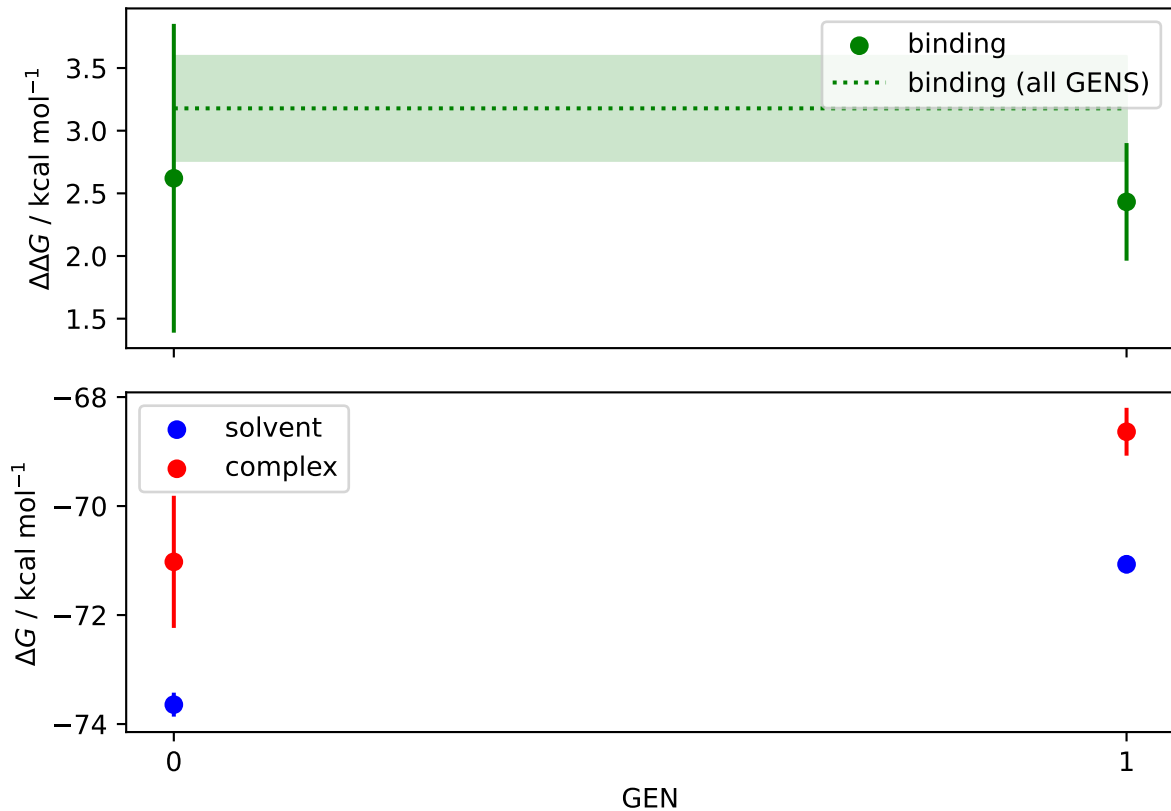 binding
binding (all GENS)
ΔΔG / kcal mol⁻¹
3.5
3.0
2.5
2.0
1.5
solvent
complex
ΔG / kcal mol⁻¹
−68
−70
−72
−74
0
1
GEN